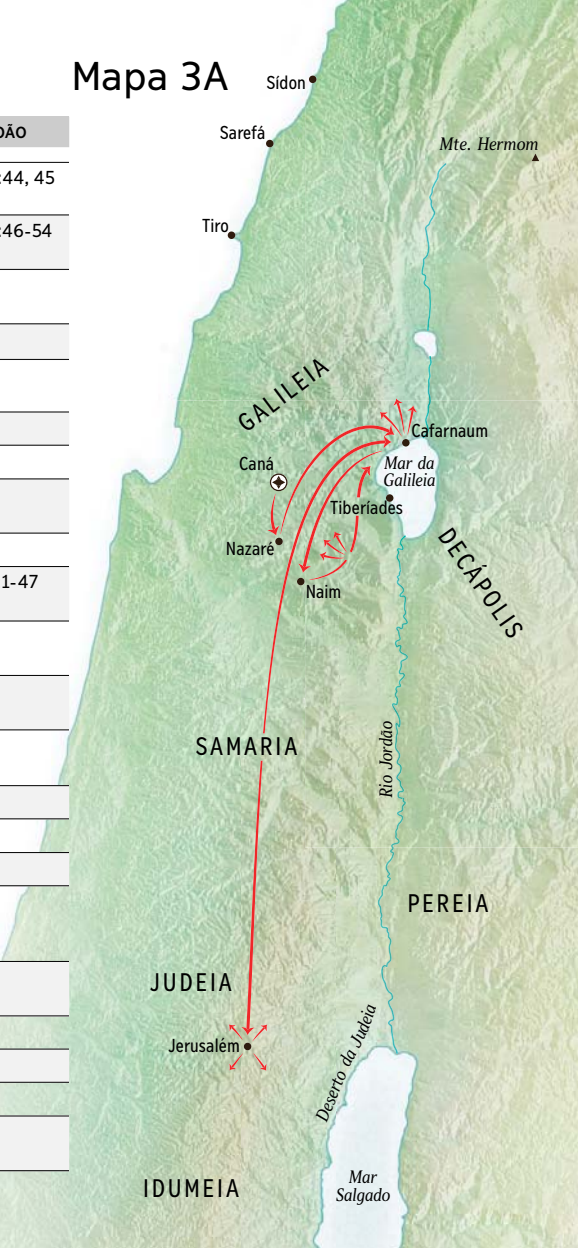 Mapa 3A
Sídon
DÃO
Sarefá
Mte. Hermom
:44, 45
Tiro
:46-54
GALILEIA
Cafarnaum
Caná
Mar da
Galileia
Tiberíades
Nazaré
DECÁPOLIS
1-47
Naim
SAMARIA
Rio Jordão
PEREIA
JUDEIA
Jerusalém
Deserto da Judeia
IDUMEIA
Mar
Salgado